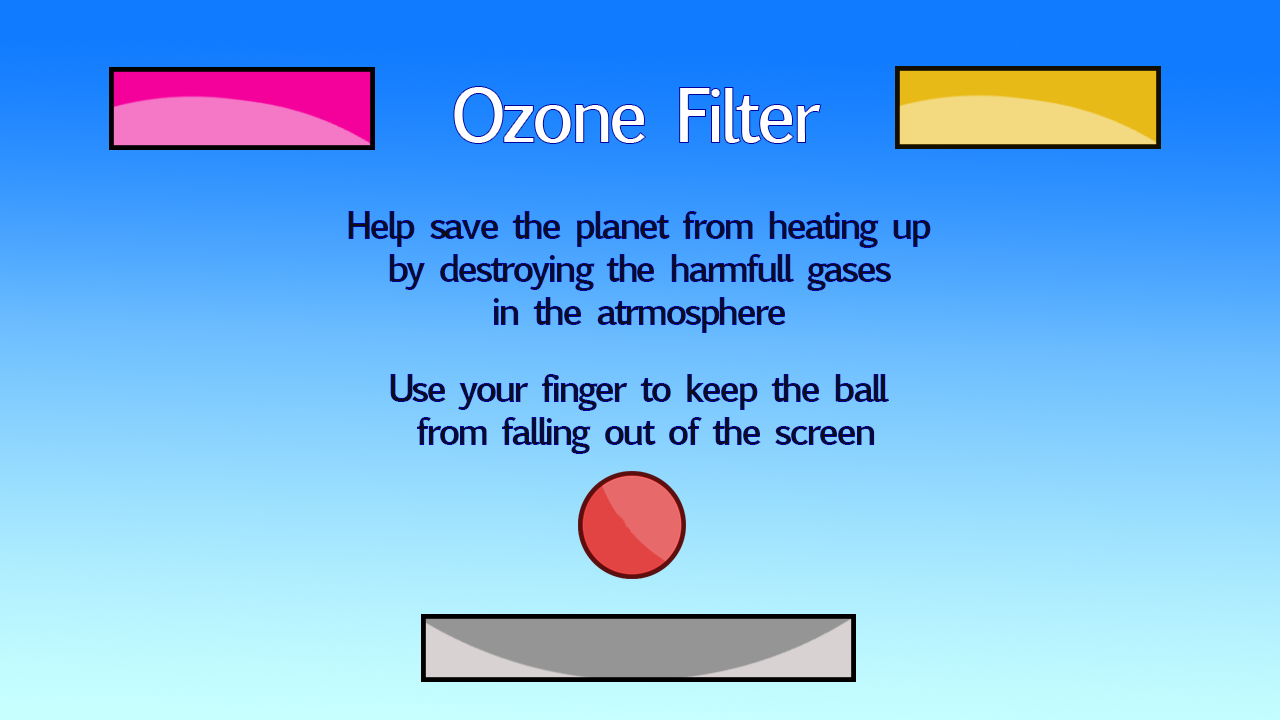 Ozone Filter
Help save the planet from heating up
by destroying the harmfull gases
in the atrmosphere
Use your finger to keep the ball
from falling out of the screen